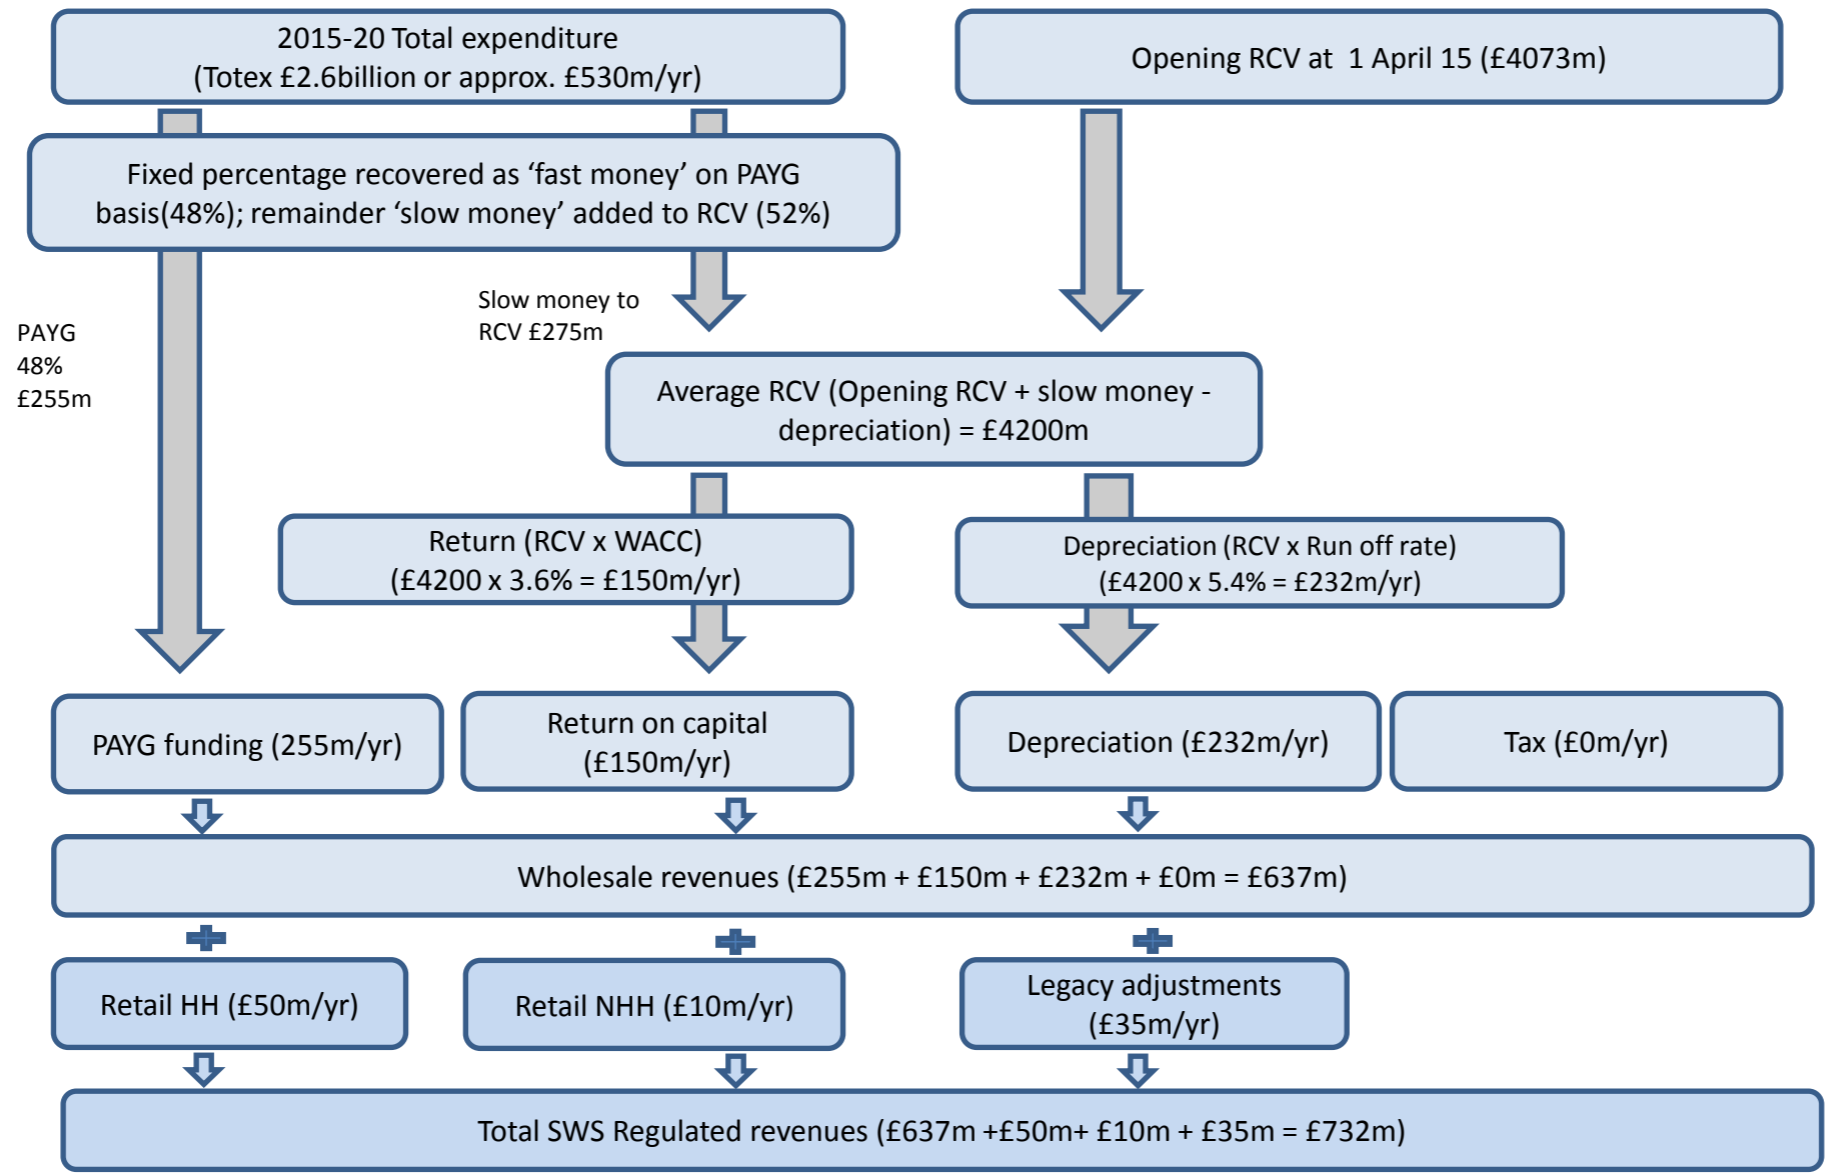 2015-20 Total expenditure
(Totex £2.6billion or approx. £530m/yr)
Opening RCV at  1 April 15 (£4073m)
Fixed percentage recovered as ‘fast money’ on PAYG
basis(48%); remainder ‘slow money’ added to RCV (52%)
Slow money to
RCV £275m
PAYG
48%
£255m
Average RCV (Opening RCV + slow money -
depreciation) = £4200m
Return (RCV x WACC)
(£4200 x 3.6% = £150m/yr)
Depreciation (RCV x Run off rate)
(£4200 x 5.4% = £232m/yr)
PAYG funding (255m/yr)
Return on capital
(£150m/yr)
Depreciation (£232m/yr)
Tax (£0m/yr)
Wholesale revenues (£255m + £150m + £232m + £0m = £637m)
Retail HH (£50m/yr)
Retail NHH (£10m/yr)
Legacy adjustments
(£35m/yr)
Total SWS Regulated revenues (£637m +£50m+ £10m + £35m = £732m)